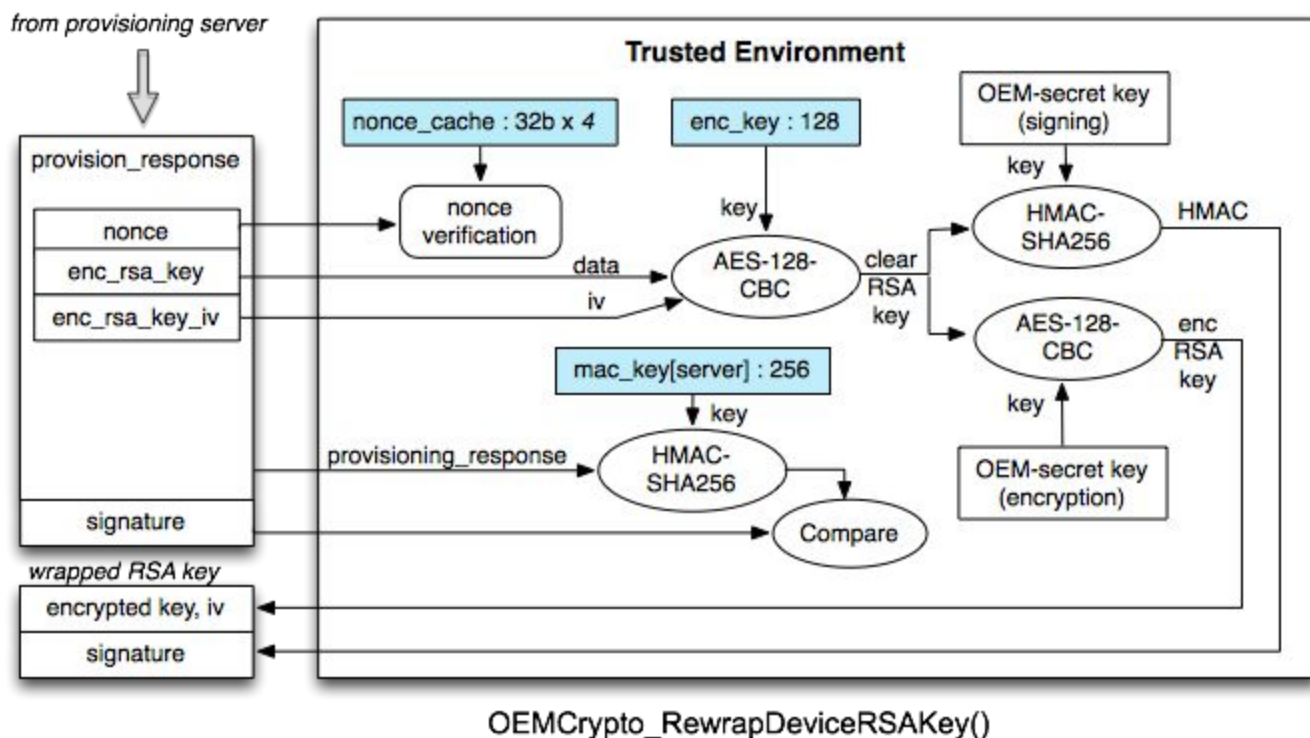 from provisioning server
Trusted Environment
nonce_cache : 32b x 4
enc_key : 128
OEM-secret key
(signing)
provision_response
key
nonce
verification
key
HMAC-
SHA256
HMAC
nonce
data
AES-128-
CBC
clear
RSA
key
enc_rsa_key
iv
enc_rsa_key_iv
AES-128-
CBC
enc
RSA
key
mac_key[server] : 256
key
key
provisioning_response
HMAC-
SHA256
OEM-secret key
(encryption)
signature
Compare
wrapped RSA key
encrypted key, iv
signature
OEMCrypto_RewrapDeviceRSAKey()